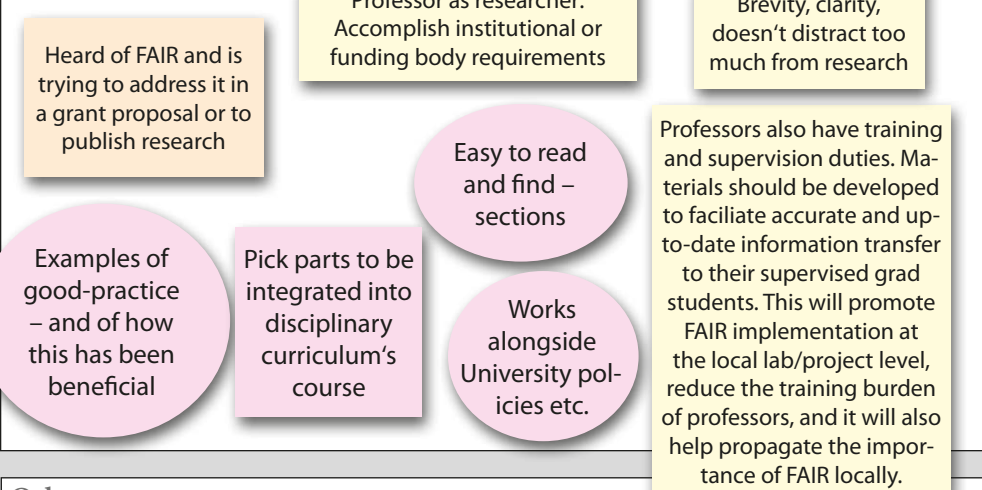 Professor as researcher:
Accomplish institutional or
funding body requirements
Brevity, clarity,
doesn‘t distract too
much from research
Heard of FAIR and is
trying to address it in
a grant proposal or to
publish research
Easy to read
and find –
sections
Professors also have training
and supervision duties. Ma-
terials should be developed
to faciliate accurate and up-
to-date information transfer
to their supervised grad
students. This will promote
FAIR implementation at
the local lab/project level,
reduce the training burden
of professors, and it will also
help propagate the impor-
tance of FAIR locally.
Examples of
good-practice
– and of how
this has been
beneficial
Pick parts to be
integrated into
disciplinary
curriculum‘s
course
Works
alongside
University pol-
icies etc.